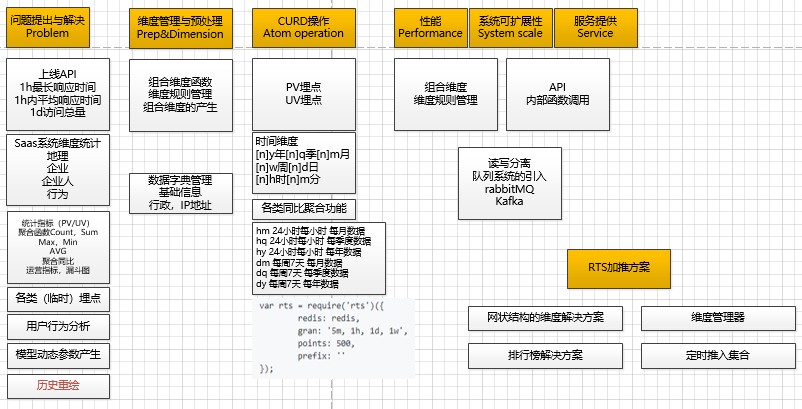 问题提出与解决
Problem
维度管理与预处理
Prep&Dimension
CURD操作
Atom operation
性能
Performance
系统可扩展性
System scale
服务提供
Service
上线API
1h最长响应时间
1h内平均响应时间
1d访问总量
Saas系统维度统计
地理
企业
企业人
行为
统计指标（PV/UV）
聚合函数Count，Sum
Max，Min
AVG
聚合同比
运营指标，漏斗图
各类（临时）埋点
用户行为分析
模型动态参数产生
历史重绘
组合维度函数
维度规则管理
组合维度的产生
数据字典管理
基础信息
行政，IP地址
PV埋点
UV埋点
时间维度
[n]y年[n]q季[n]m月
[n]w周[n]d日
[n]h时[n]m分
各类同比聚合功能
hm 24小时每小时 每月数据
hq 24小时每小时 每季度数据
hy 24小时每小时 每年数据
dm 每周7天 每月数据
dq 每周7天 每季度数据
dy 每周7天 每年数据
var rts = require('rts')({
redis: redis,
gran: '5m, 1h, 1d, 1w',
points: 500,
prefix: ''
});
组合维度
维度规则管理
API
内部函数调用
读写分离
队列系统的引入
rabbitMQ
Kafka
RTS加推方案
网状结构的维度解决方案
维度管理器
排行榜解决方案
定时推入集合